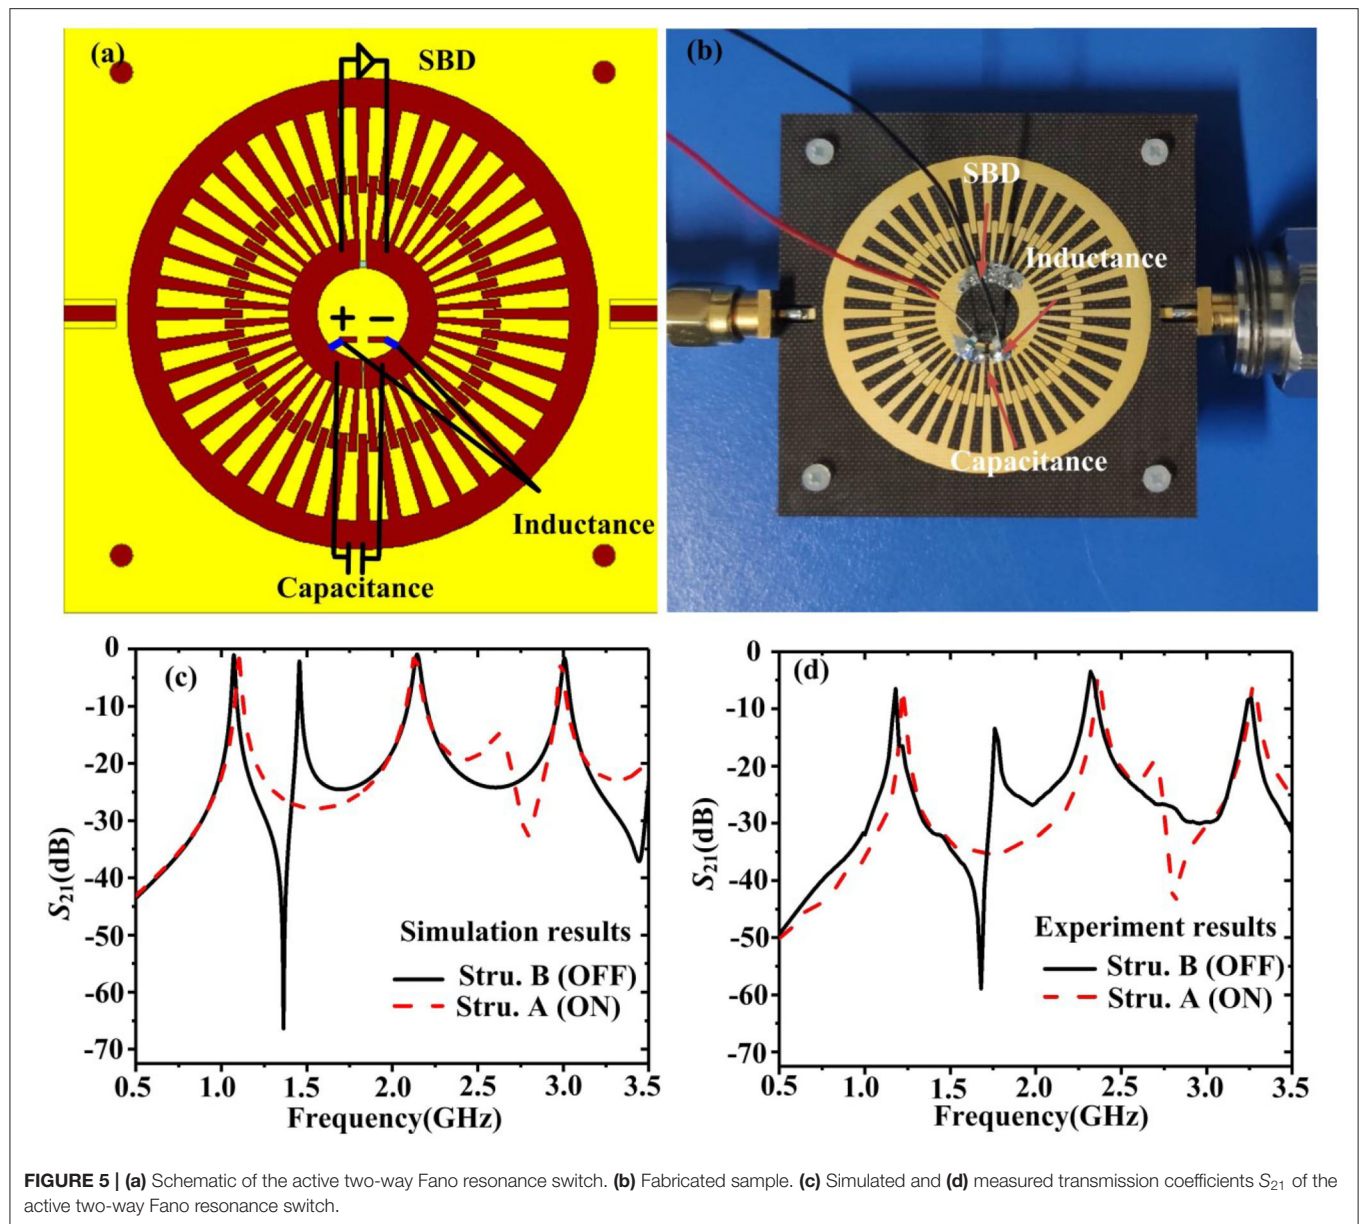 (a)
SBD
+ −
Inductance
Capacitance
(b)
SBD
Inductance
Capacitance
(c)
0
-10
-20
-30
-40
-50
-60
-70
S21(dB)
Simulation results
Stru. B (OFF)
Stru. A (ON)
0.5 1.0 1.5 2.0 2.5 3.0 3.5
Frequency(GHz)
(d)
0
-10
-20
-30
-40
-50
-60
-70
S21(dB)
Experiment results
Stru. B (OFF)
Stru. A (ON)
0.5 1.0 1.5 2.0 2.5 3.0 3.5
Frequency(GHz)
FIGURE 5 | (a) Schematic of the active two-way Fano resonance switch. (b) Fabricated sample. (c) Simulated and (d) measured transmission coefficients S21 of the
active two-way Fano resonance switch.